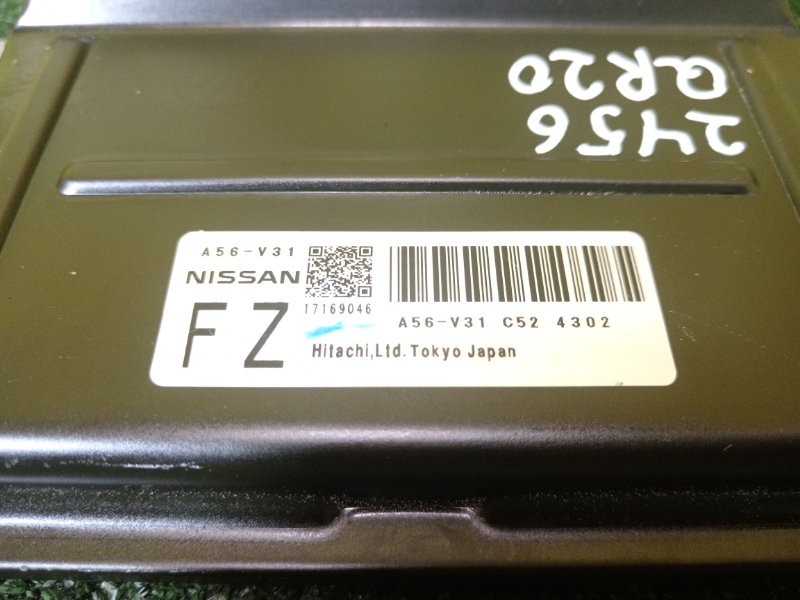 2456
QR20
A56-V31
NISSAN
FZ
17169046
A56-V31 C52 4302
Hitachi,Ltd.Tokyo Japan